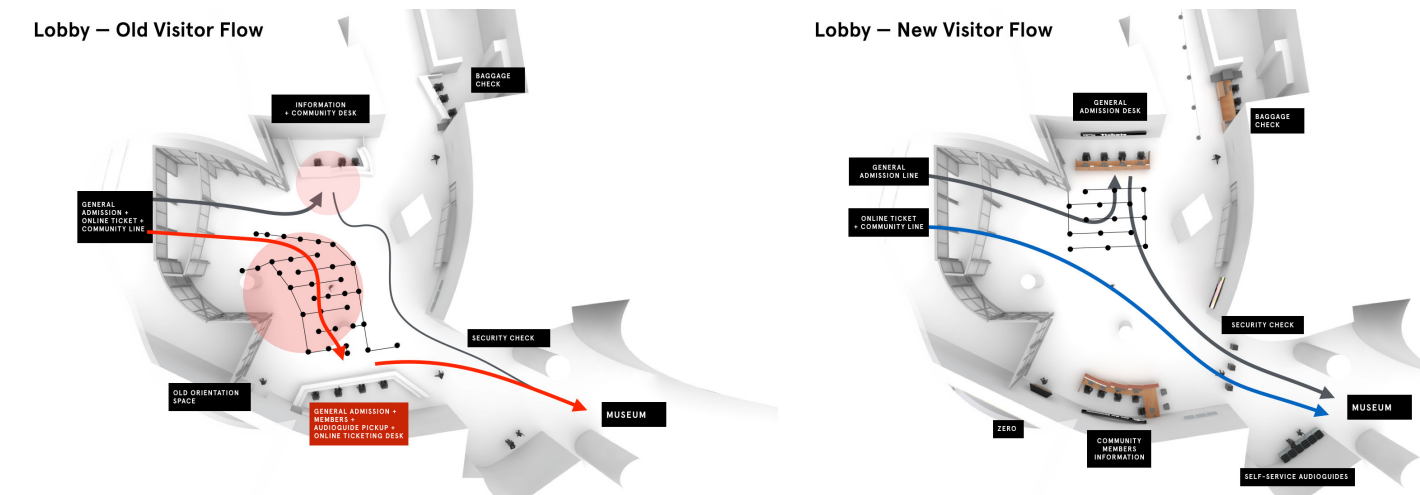 Lobby — Old Visitor Flow
BAGGAGE
CHECK
INFORMATION
+ COMMUNITY DESK
GENERAL
ADMISSION +
ONLINE TICKET +
COMMUNITY LINE
SECURITY CHECK
OLD ORIENTATION
SPACE
GENERAL ADMISSION +
MEMBERS +
AUDIOGUIDE PICKUP +
ONLINE TICKETING DESK
MUSEUM
Lobby — New Visitor Flow
GENERAL
ADMISSION DESK
BAGGAGE
CHECK
Tickets
GENERAL
ADMISSION LINE
ONLINE TICKET
+ COMMUNITY LINE
SECURITY CHECK
MUSEUM
ZERO
COMMUNITY
MEMBERS
INFORMATION
SELF-SERVICE AUDIOGUIDES